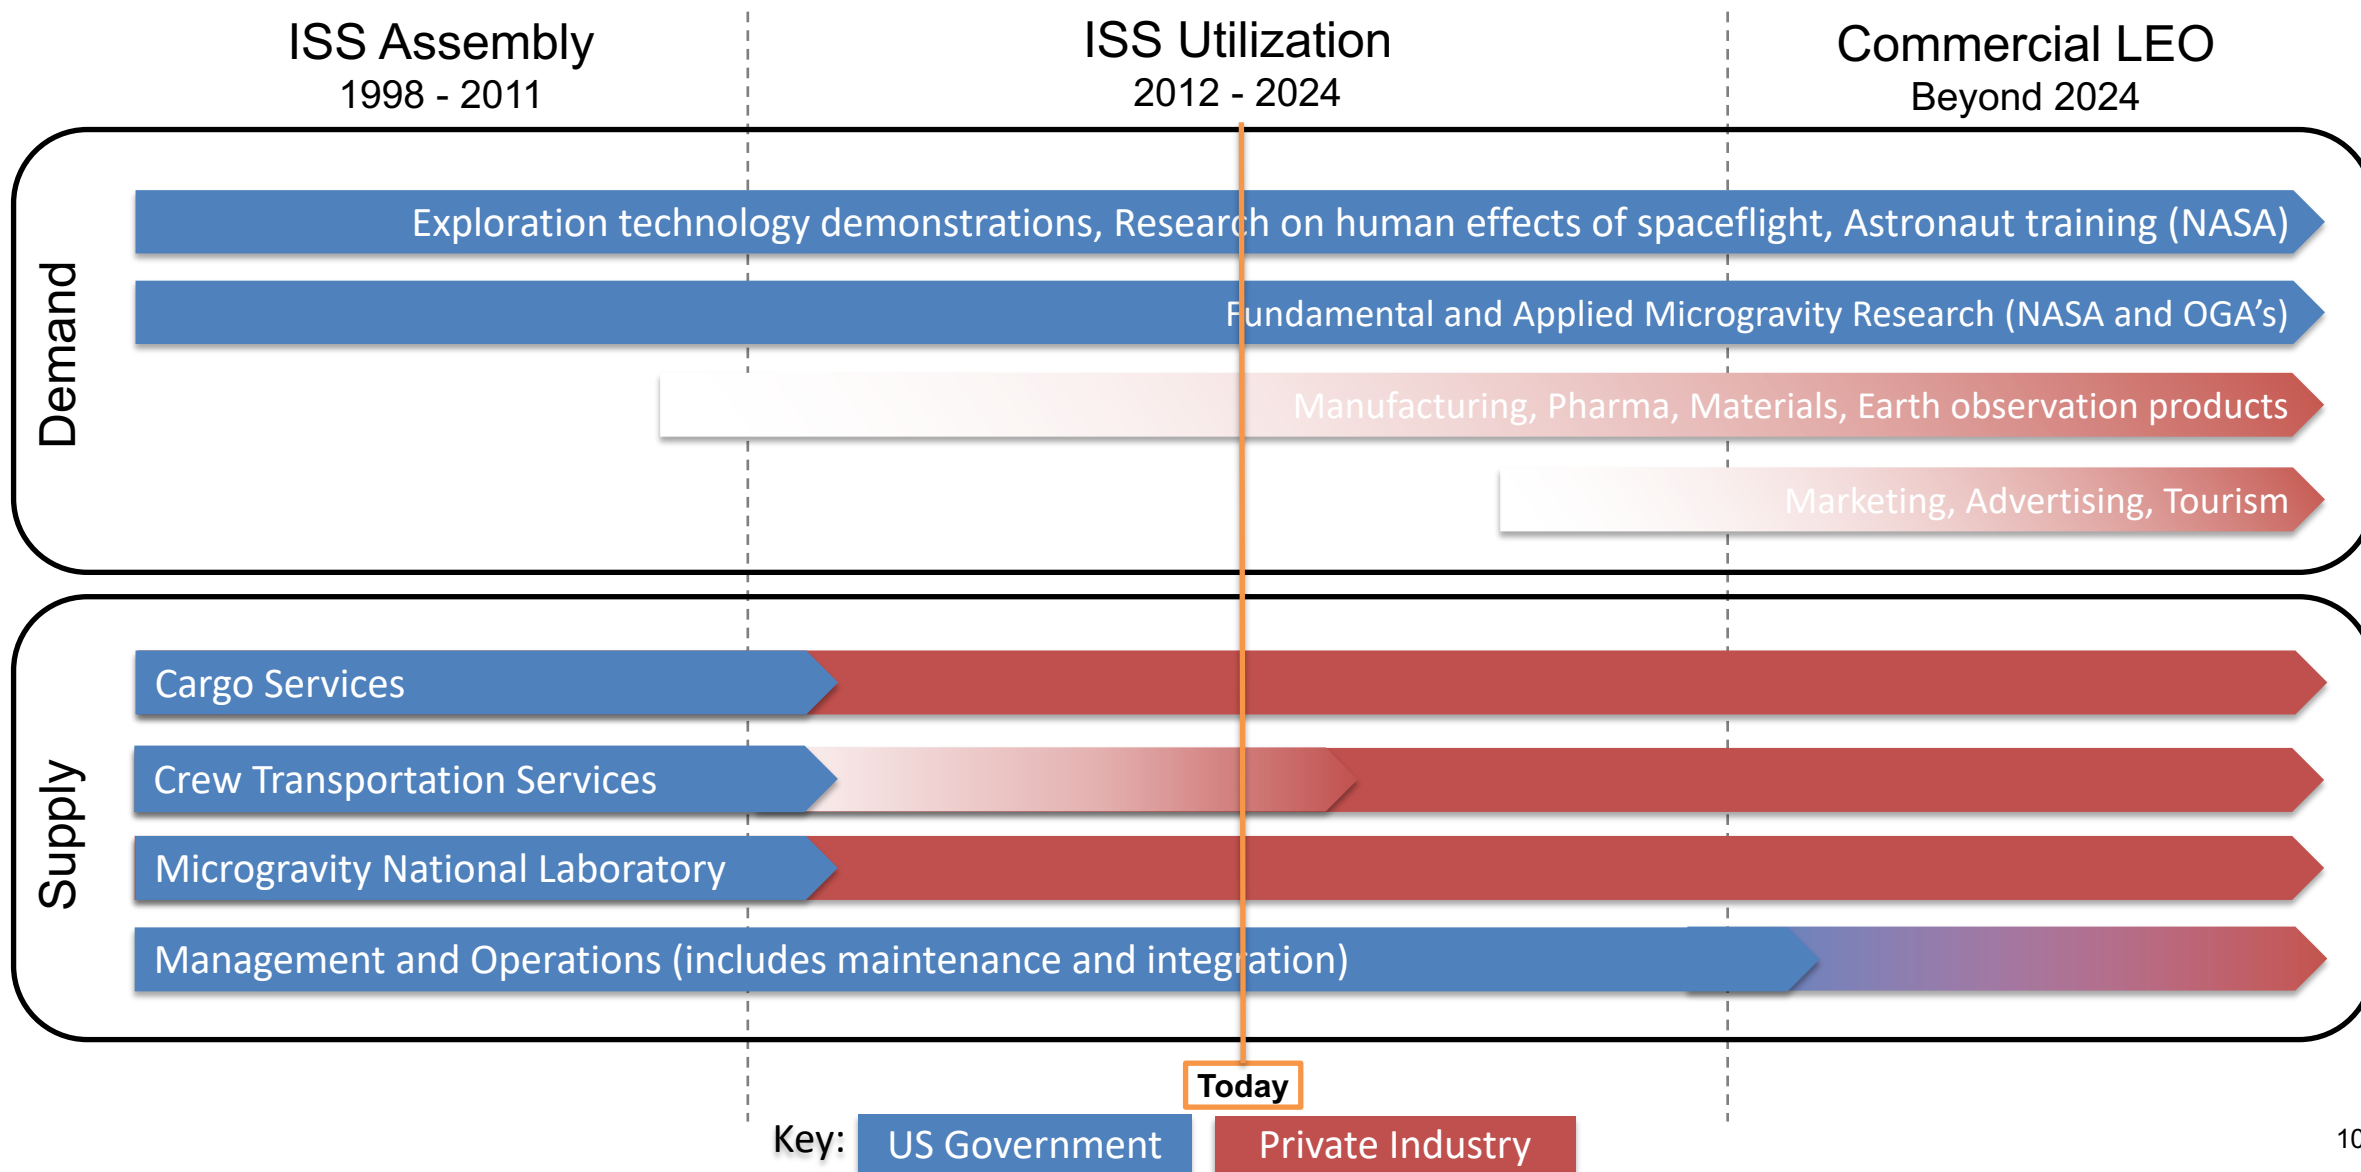 ISS Assembly
1998 - 2011
ISS Utilization
2012 - 2024
Commercial LEO
Beyond 2024
Demand
Exploration technology demonstrations, Research on human effects of spaceflight, Astronaut training (NASA)
Fundamental and Applied Microgravity Research (NASA and OGA’s)
Manufacturing, Pharma, Materials, Earth observation products
Marketing, Advertising, Tourism
Supply
Cargo Services
Crew Transportation Services
Microgravity National Laboratory
Management and Operations (includes maintenance and integration)
Today
Key:
US Government
Private Industry
10